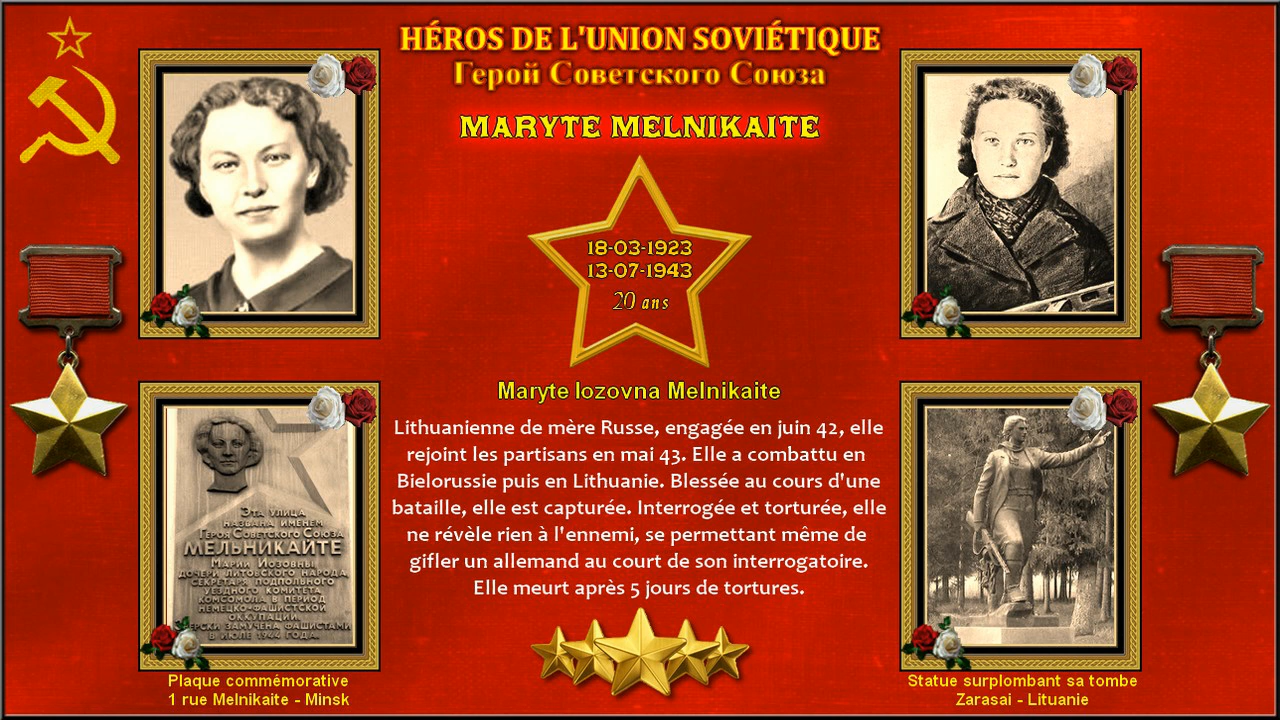 HÉROS DE L'UNION SOVIÉTIQUE
Герой Советского Союза
MARYTE MELNIKAITE
18-03-1923
13-07-1943
20 ans
Maryte Iozovna Melnikaite
Lithuanienne de mère Russe, engagée en juin 42, elle
rejoint les partisans en mai 43. Elle a combattu en
Bielorussie puis en Lithuanie. Blessée au cours d'une
bataille, elle est capturée. Interrogée et torturée, elle
ne révèle rien à l'ennemi, se permettant même de
gifler un allemand au court de son interrogatoire.
Elle meurt après 5 jours de tortures.
Эта улица
названа именем
Героя Советского Союза
МЕЛЬНИКАЙТЕ
Марии Иозовны
дочери литовского народа,
секретаря подпольного
уездного комитета
комсомола в период
немецко-фашистской
оккупации.
замучена фашистами
в июле 1944 года.
Plaque commémorative
1 rue Melnikaite - Minsk
Statue surplombant sa tombe
Zarasai - Lituanie